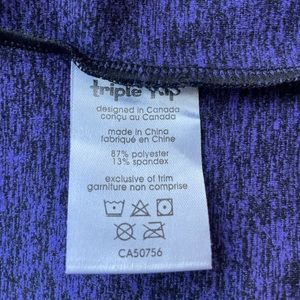 triple flip
designed in Canada
conçu au Canada
made in China
fabriqué en Chine
87% polyester
13% spandex
exclusive of trim
garniture non comprise
CA50756